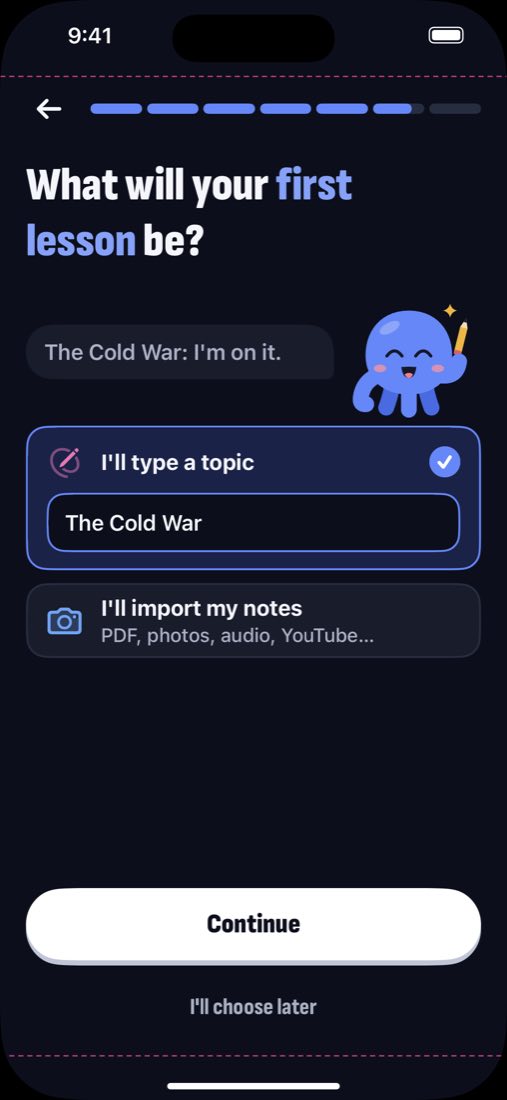 9:41
What will your first
lesson be?
The Cold War: I'm on it.
I'll type a topic
The Cold War
I'll import my notes
PDF, photos, audio, YouTube...
Continue
I'll choose later